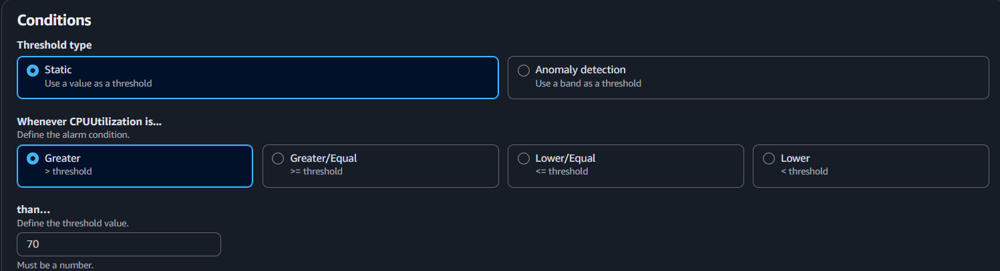 Conditions
Threshold type
Static
Use a value as a threshold
Anomaly detection
Use a band as a threshold
Whenever CPUUtilization is...
Define the alarm condition.
Greater
> threshold
Greater/Equal
>= threshold
Lower/Equal
<= threshold
Lower
< threshold
than...
Define the threshold value.
70
Must be a number.